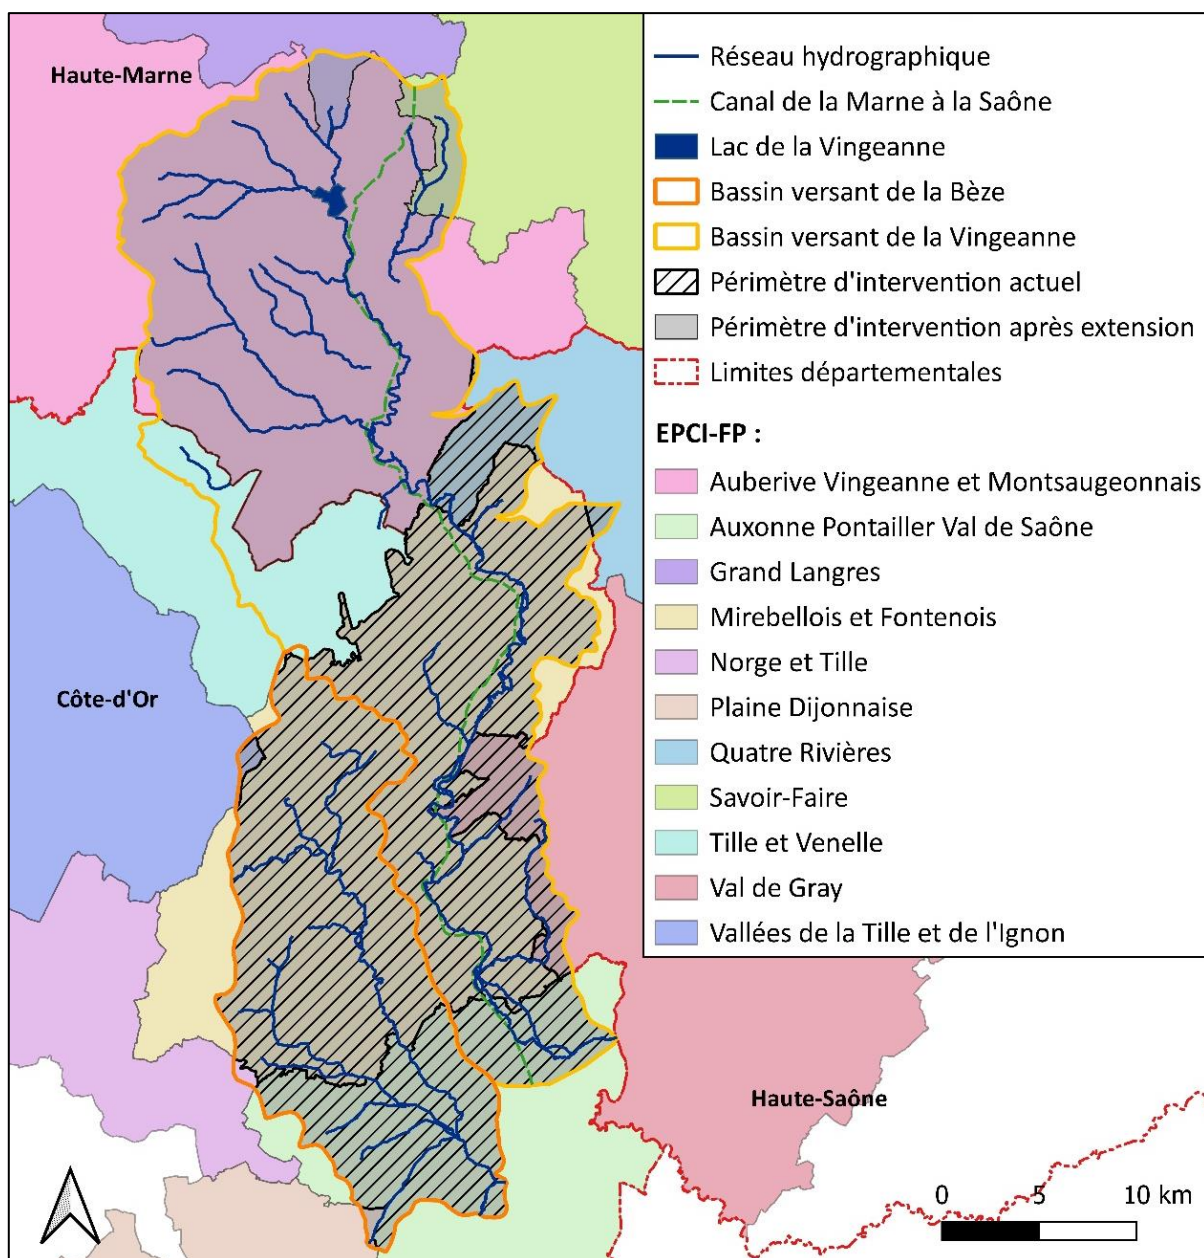 Haute-Marne
Côte-d'Or
Haute-Saône
0 5 10 km
Réseau hydrographique
Canal de la Marne à la Saône
Lac de la Vingeanne
Bassin versant de la Bèze
Bassin versant de la Vingeanne
Périmètre d'intervention actuel
Périmètre d'intervention après extension
Limites départementales
EPCI-FP :
Auberive Vingeanne et Montsaugeonnais
Auxonne Pontailler Val de Saône
Grand Langres
Mirebellois et Fontenois
Norge et Tille
Plaine Dijonnaise
Quatre Rivières
Savoir-Faire
Tille et Venelle
Val de Gray
Vallées de la Tille et de l'Ignon